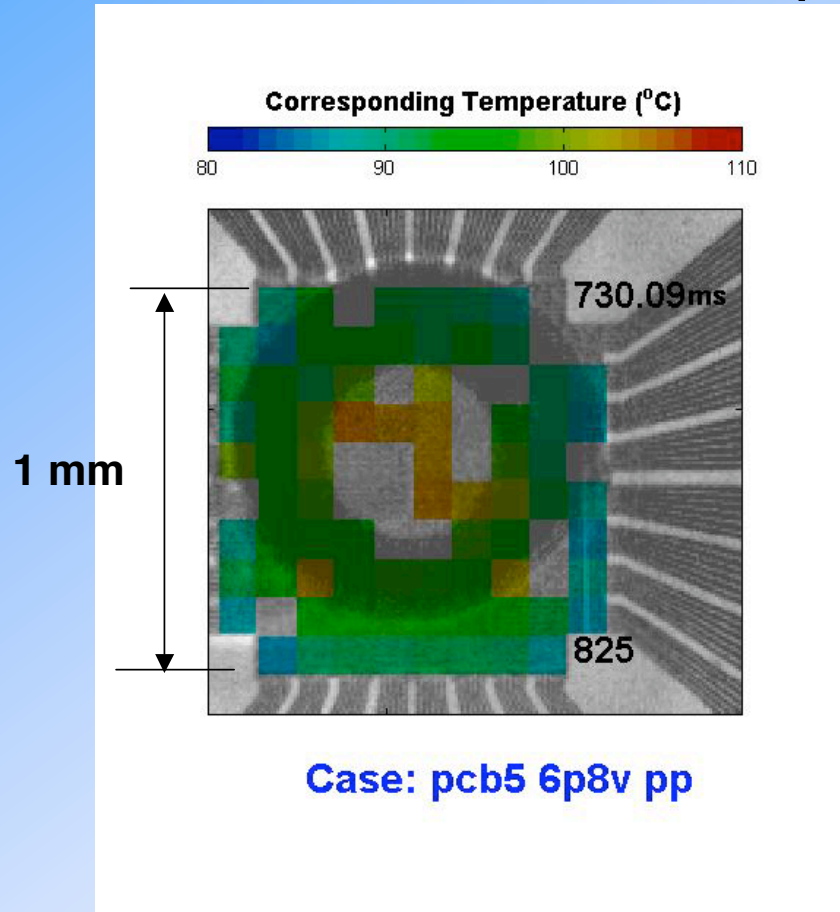 Corresponding Temperature (°C)
80 90 100 110
730.09ms
1 mm
825
Case: pcb5 6p8v pp